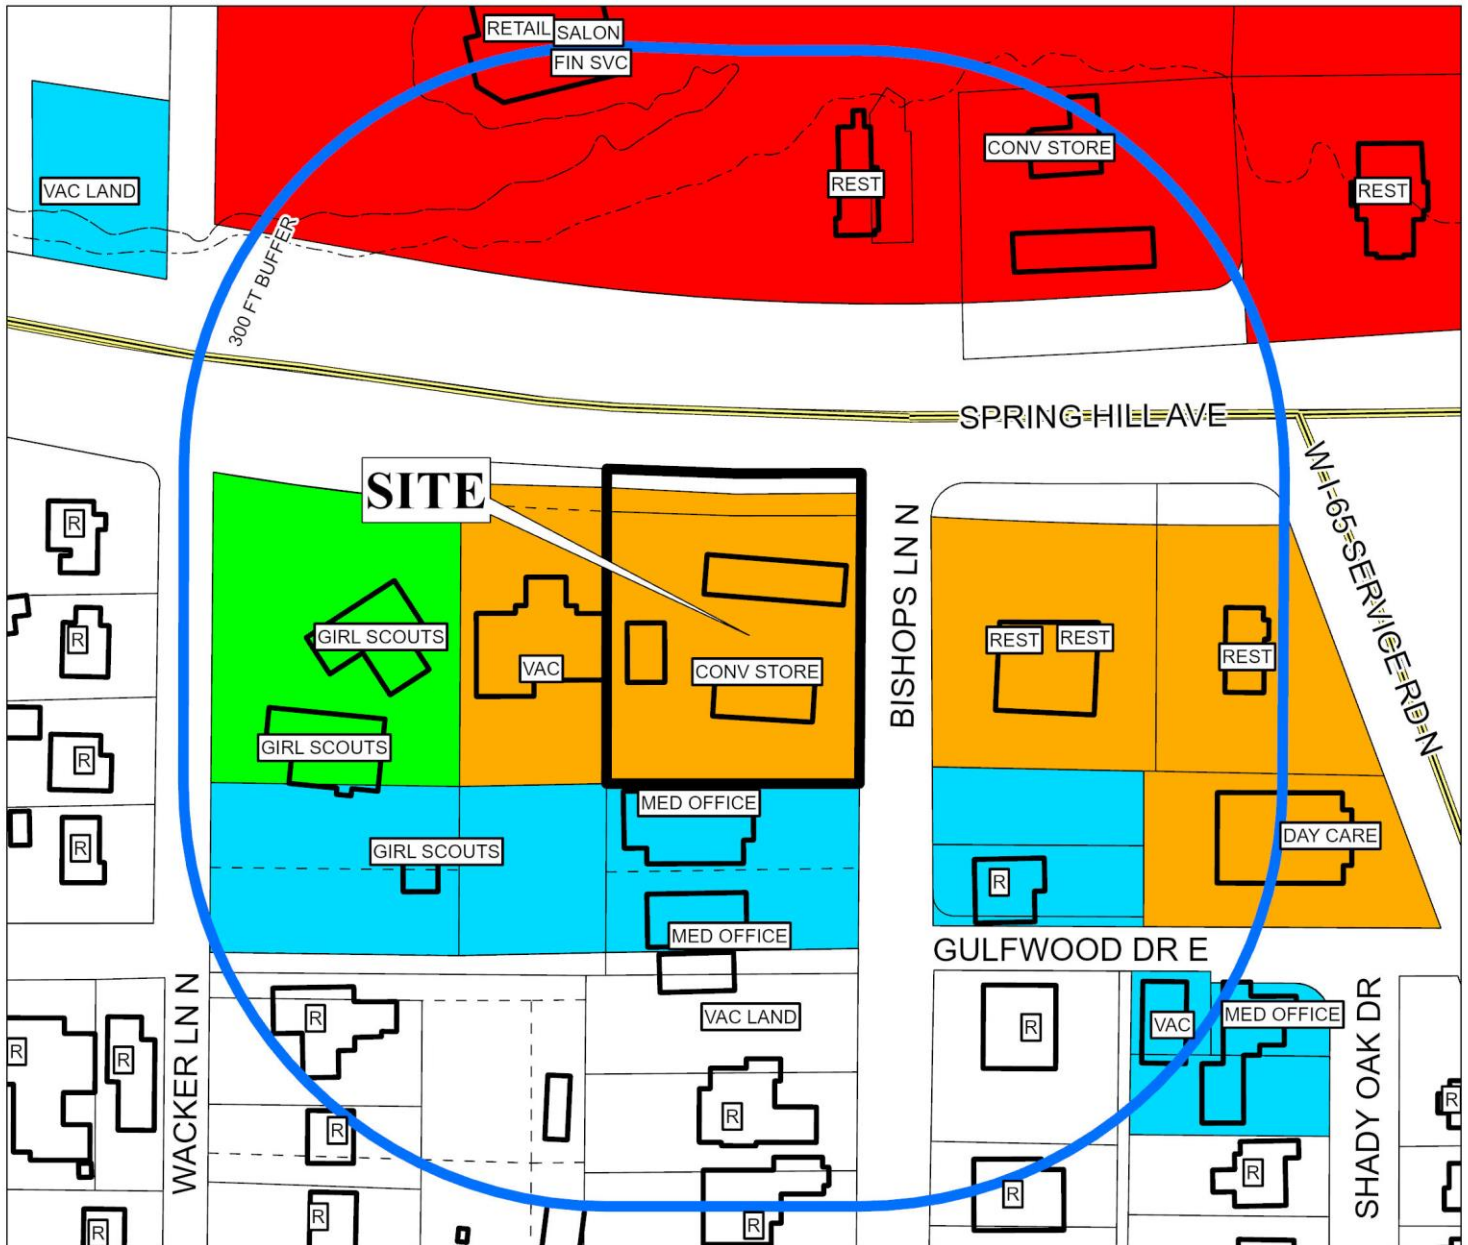 RETAIL
SALON
FIN SVC
CONV STORE
VAC LAND
REST
REST
300 FT BUFFER
SPRING HILL AVE
W I-65 SERVICE RD N
SITE
R
BISHOPS LN N
GIRL SCOUTS
R
REST
REST
REST
VAC
CONV STORE
GIRL SCOUTS
R
MED OFFICE
DAY CARE
R
GIRL SCOUTS
R
MED OFFICE
GULFWOOD DR E
WACKER LN N
SHADY OAK DR
R
VAC LAND
R
VAC
MED OFFICE
R
R
R
R
R
R
R
R
R
R
R